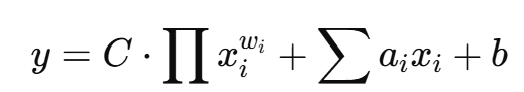 y = C · ∏ x_i^{w_i} + ∑ a_i x_i + b